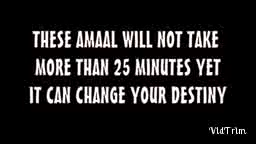 THESE AMAAL WILL NOT TAKE
MORE THAN 25 MINUTES YET
IT CAN CHANGE YOUR DESTINY
VidTrim